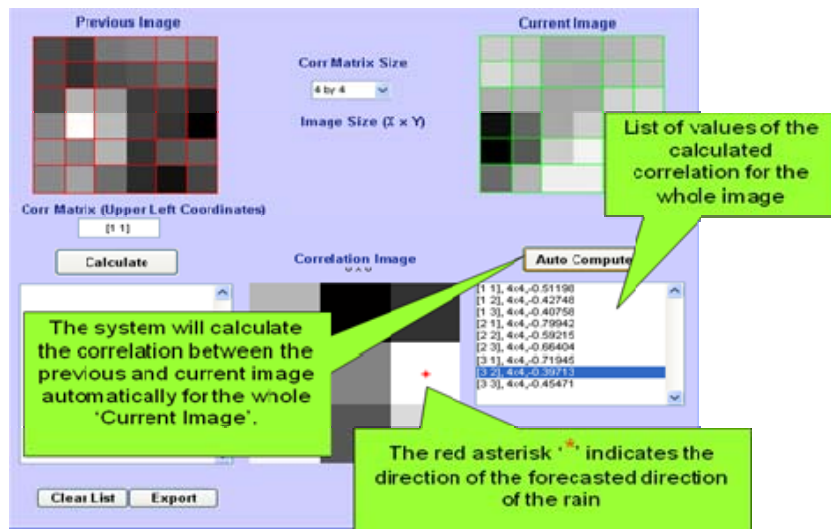 Previous Image
Current Image
Corr Matrix Size
4 by 4
Image Size (X x Y)
List of values of the
calculated
correlation for the
whole image
Corr Matrix (Upper Left Coordinates)
[1 1]
Calculate
Correlation Image
Auto Compute
[1 1], 4x4,-0.51198
[1 2], 4x4,-0.42748
[1 3], 4x4,-0.40758
[2 1], 4x4,-0.79942
[2 2], 4x4,-0.59215
[2 3], 4x4,-0.66404
[3 1], 4x4,-0.71945
[3 2], 4x4,-0.39713
[3 3], 4x4,-0.45471
The system will calculate
the correlation between the
previous and current image
automatically for the whole
'Current Image'.
The red asterisk '*' indicates the
direction of the forecasted direction
of the rain
Clear List
Export